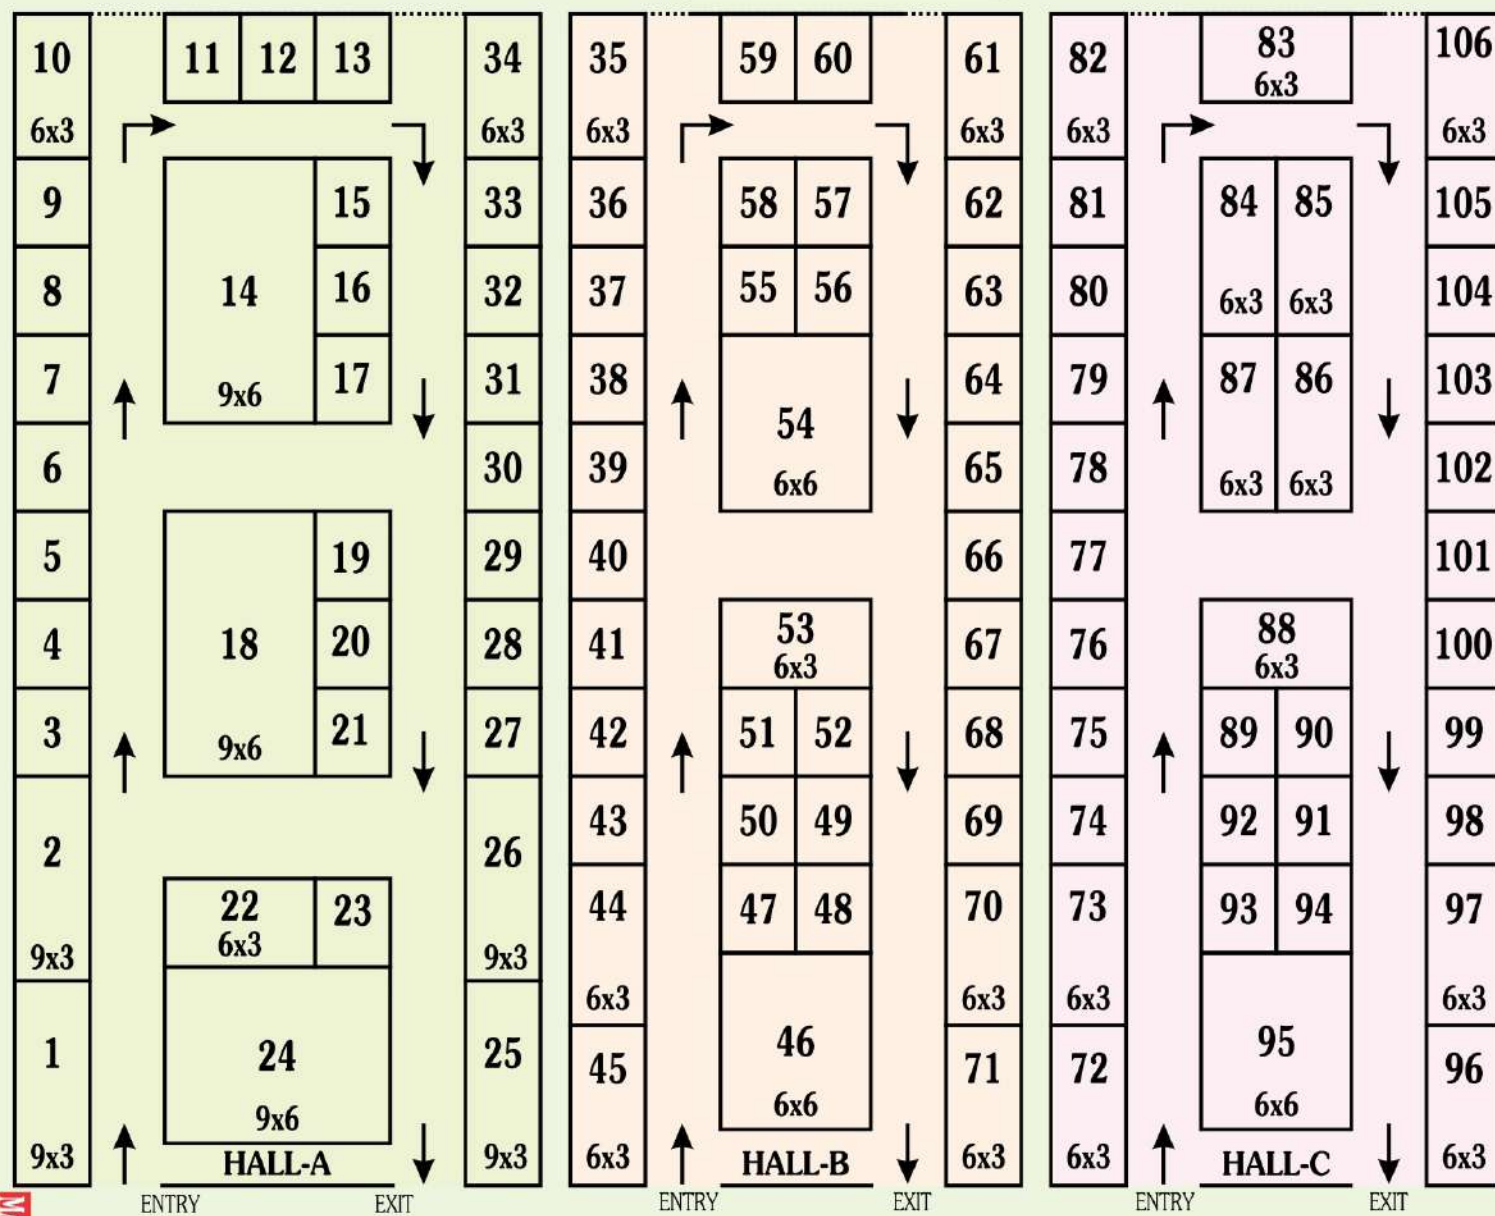 10 11 12 13 34 35 59 60 61 82 83 106
6x3 6x3 6x3 6x3 6x3 6x3 6x3
9 15 33 36 58 57 62 81 84 85 105
8 14 16 32 37 55 56 63 80 6x3 6x3 104
7 9x6 17 31 38 54 64 79 87 86 103
6 30 39 6x6 65 78 6x3 6x3 102
5 19 29 40 66 77 101
4 18 20 28 41 53 67 76 88 100
6x3 6x3
3 9x6 21 27 42 51 52 68 75 89 90 99
2 26 43 50 49 69 74 92 91 98
22 23 44 47 48 70 73 93 94 97
6x3
9x3 9x3 6x3 6x3 6x3 6x3
1 24 25 45 46 71 72 95 96
9x6 6x6 6x6
9x3 HALL-A 9x3 6x3 HALL-B 6x3 6x3 HALL-C 6x3
ENTRY EXIT ENTRY EXIT ENTRY EXIT